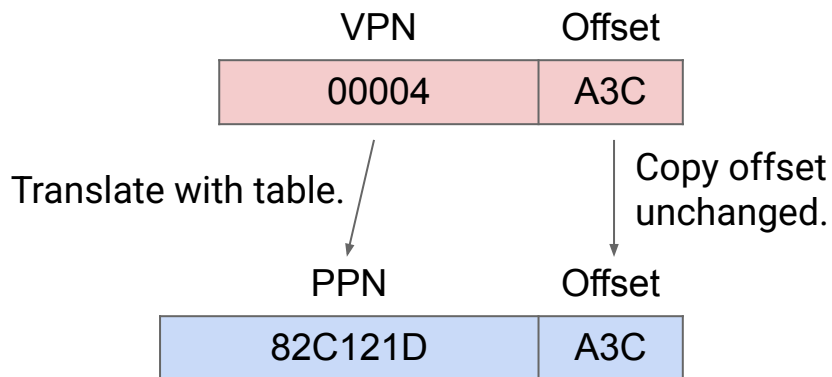 VPN Offset
00004 A3C
Translate with table.
Copy offset
unchanged.
PPN Offset
82C121D A3C